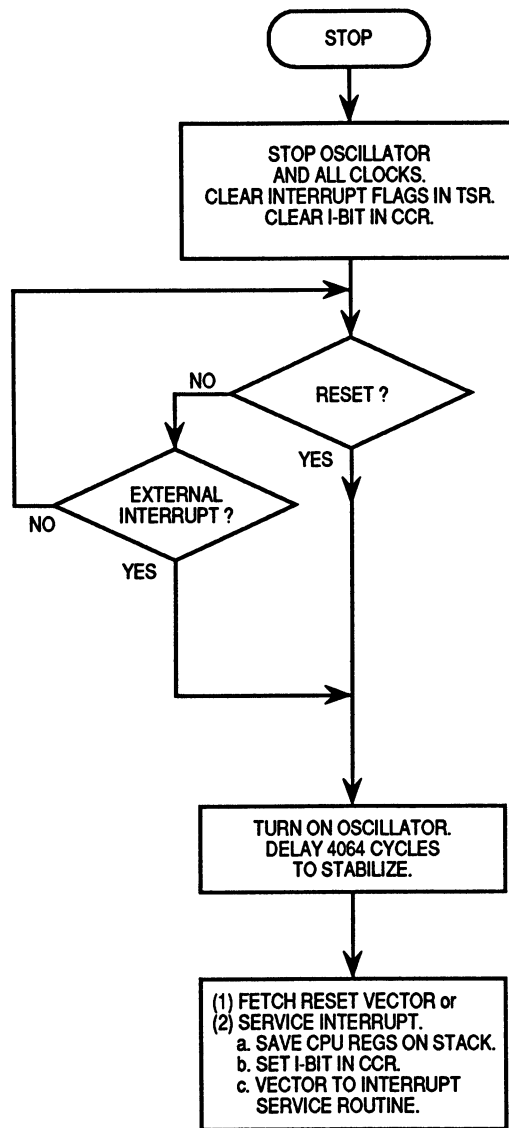 STOP
STOP OSCILLATOR
AND ALL CLOCKS.
CLEAR INTERRUPT FLAGS IN TSR.
CLEAR I-BIT IN CCR.
NO
RESET ?
YES
EXTERNAL
INTERRUPT ?
NO
YES
TURN ON OSCILLATOR.
DELAY 4064 CYCLES
TO STABILIZE.
(1) FETCH RESET VECTOR or
(2) SERVICE INTERRUPT.
a. SAVE CPU REGS ON STACK.
b. SET I-BIT IN CCR.
c. VECTOR TO INTERRUPT
SERVICE ROUTINE.